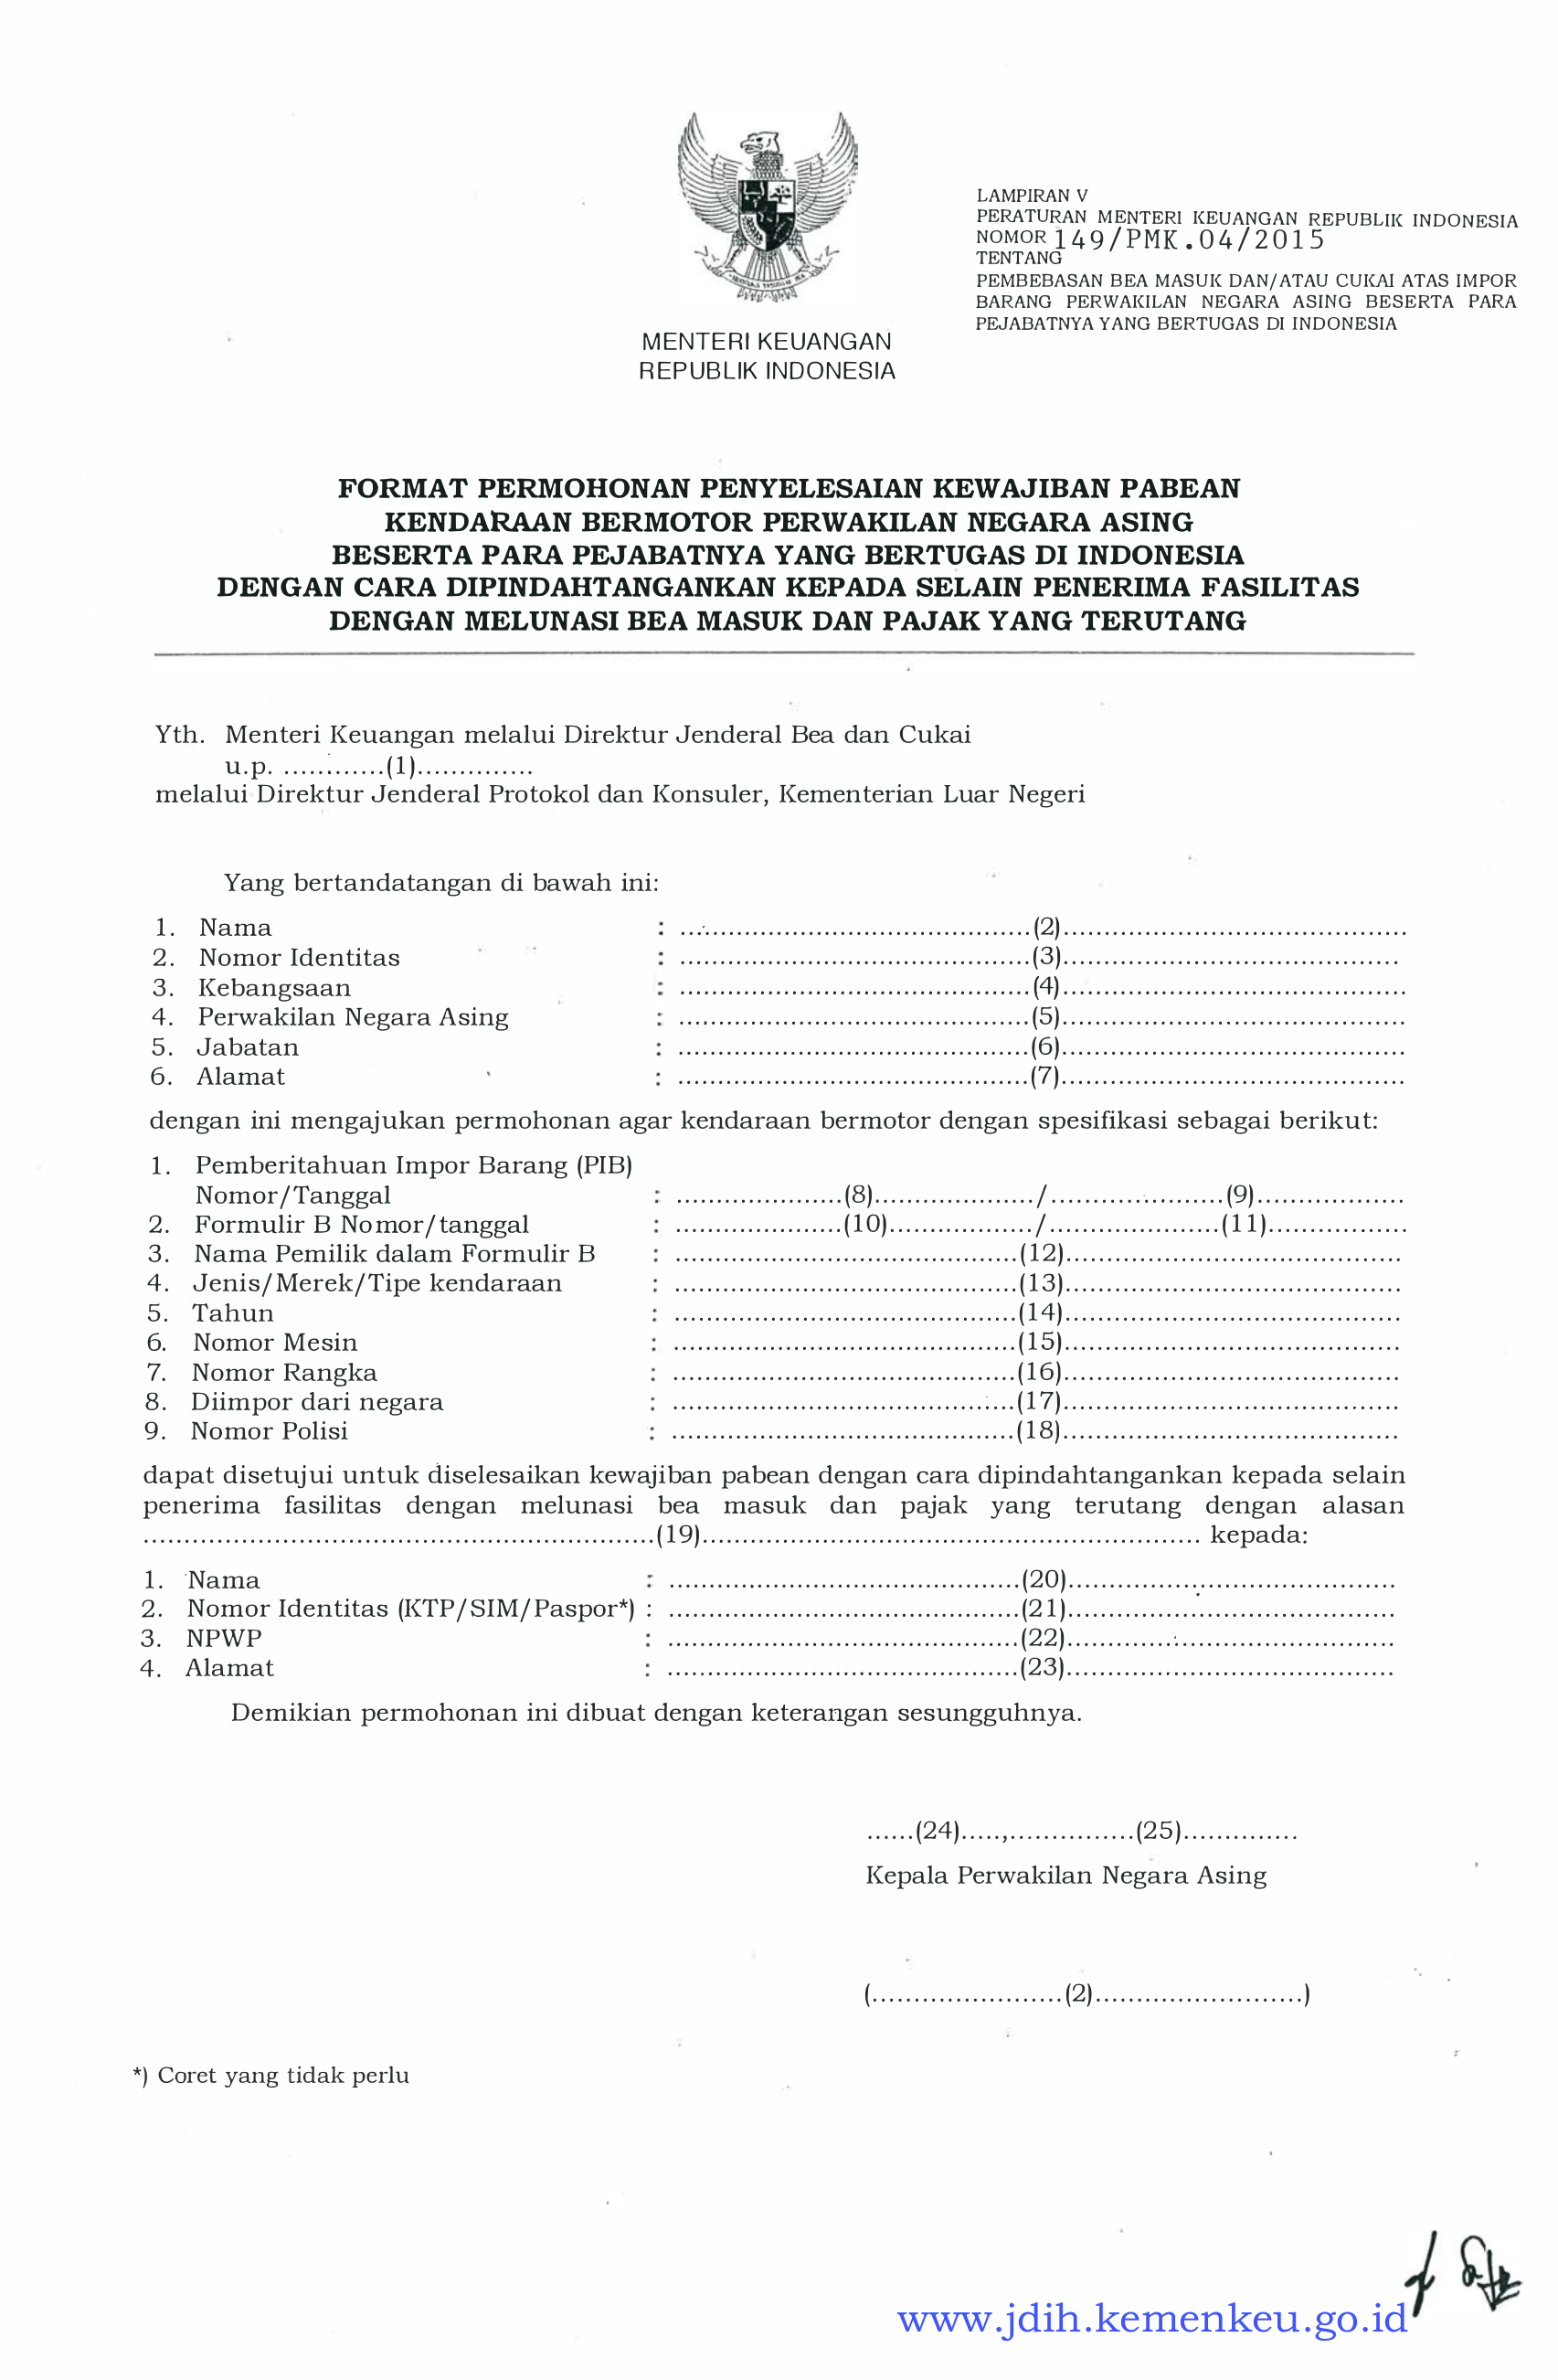 LAMPIRAN V
PERATURAN MENTERI KEUANGAN REPUBLIK INDONESIA
NOMOR 149/PMK.04/2015
TENTANG
PEMBEBASAN BEA MASUK DAN/ATAU CUKAI ATAS IMPOR
BARANG PERWAKILAN NEGARA ASING BESERTA PARA
PEJABATNYA YANG BERTUGAS DI INDONESIA
MENTERI KEUANGAN
REPUBLIK INDONESIA
FORMAT PERMOHONAN PENYELESAIAN KEWAJIBAN PABEAN
KENDARAAN BERMOTOR PERWAKILAN NEGARA ASING
BESERTA PARA PEJABATNYA YANG BERTUGAS DI INDONESIA
DENGAN CARA DIPINDAHTANGANKAN KEPADA SELAIN PENERIMA FASILITAS
DENGAN MELUNASI BEA MASUK DAN PAJAK YANG TERUTANG
Yth. Menteri Keuangan melalui Direktur Jenderal Bea dan Cukai
u.p. ............(1)..............
melalui Direktur Jenderal Protokol dan Konsuler, Kementerian Luar Negeri
Yang bertandatangan di bawah ini:
1. Nama : ............................................(2)...........................................
2. Nomor Identitas : ............................................(3)..........................................
3. Kebangsaan : ............................................(4)...........................................
4. Perwakilan Negara Asing : ............................................(5)...........................................
5. Jabatan : ............................................(6)...........................................
6. Alamat : ............................................(7)...........................................
dengan ini mengajukan permohonan agar kendaraan bermotor dengan spesifikasi sebagai berikut:
1. Pemberitahuan Impor Barang (PIB)
Nomor/Tanggal : .....................(8)..................../......................(9)...................
2. Formulir B Nomor/tanggal : .....................(10)................../.....................(11).................
3. Nama Pemilik dalam Formulir B : ...........................................(12)..........................................
4. Jenis/Merek/Tipe kendaraan : ...........................................(13)..........................................
5. Tahun : ...........................................(14)..........................................
6. Nomor Mesin : ...........................................(15)..........................................
7. Nomor Rangka : ...........................................(16)..........................................
8. Diimpor dari negara : ...........................................(17)..........................................
9. Nomor Polisi : ...........................................(18)..........................................
dapat disetujui untuk diselesaikan kewajiban pabean dengan cara dipindahtangankan kepada selain
penerima fasilitas dengan melunasi bea masuk dan pajak yang terutang dengan alasan
...............................................................(19)............................................................. kepada:
1. Nama : ............................................(20).........................................
2. Nomor Identitas (KTP/SIM/Paspor*) : ............................................(21).........................................
3. NPWP : ............................................(22).........................................
4. Alamat : ............................................(23).........................................
Demikian permohonan ini dibuat dengan keterangan sesungguhnya.
......(24).....,...............(25)..............
Kepala Perwakilan Negara Asing
(.......................(2).........................)
*) Coret yang tidak perlu
www.jdih.kemenkeu.go.id